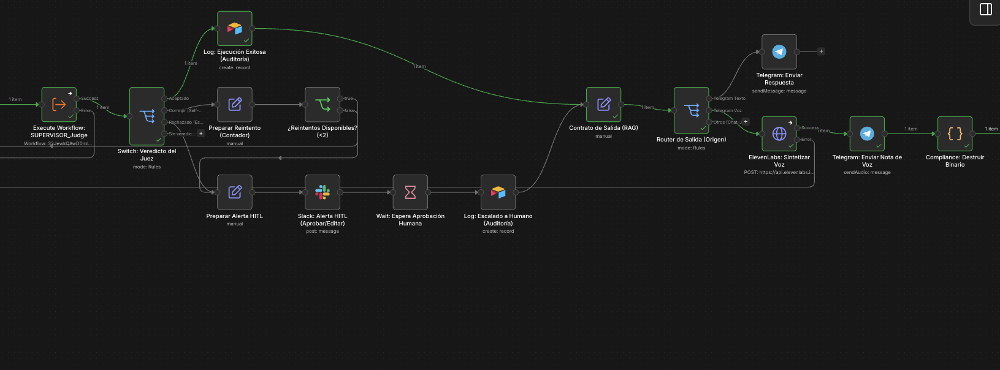 Log: Ejecución Exitosa
(Auditoría)
create: record
1 item
1 item
Telegram: Enviar
Respuesta
sendMessage: message
1 item
Success
Error
1 item
Execute Workflow:
SUPERVISOR_Judge
Aceptado
Corregir (Self-...
Rechazado (Es...
Sin veredic...
Switch: Veredicto del
Juez
mode: Rules
Preparar Reintento
(Contador)
manual
true
false
¿Reintentos Disponibles?
(<2)
Contrato de Salida (RAG)
manual
1 item
Telegram Texto
Telegram Voz
Otros (Chat...
Router de Salida (Origen)
mode: Rules
Success
Error
1 item
ElevenLabs: Sintetizar
Voz
POST: https://api.elevenlabs.i...
Telegram: Enviar Nota de
Voz
sendAudio: message
1 item
Compliance: Destruir
Binario
1 item
Preparar Alerta HITL
manual
Slack: Alerta HITL
(Aprobar/Editar)
post: message
Wait: Espera Aprobación
Humana
Log: Escalado a Humano
(Auditoría)
create: record